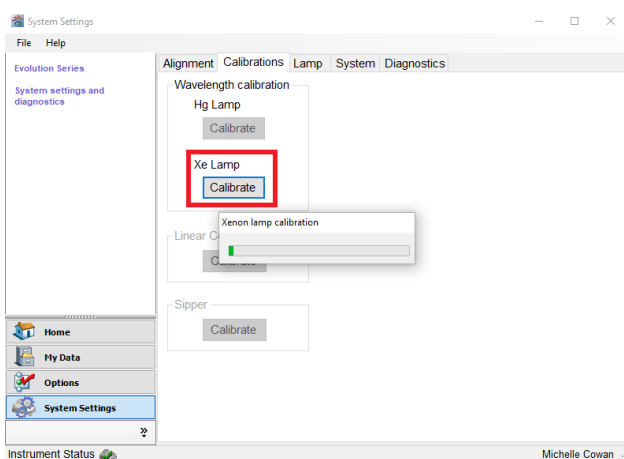 System Settings
File Help
Evolution Series
System settings and
diagnostics
Alignment Calibrations Lamp System Diagnostics
Wavelength calibration
Hg Lamp
Calibrate
Xe Lamp
Calibrate
Xenon lamp calibration
Linear C
Sipper
Calibrate
Home
My Data
Options
System Settings
Instrument Status
Michelle Cowan